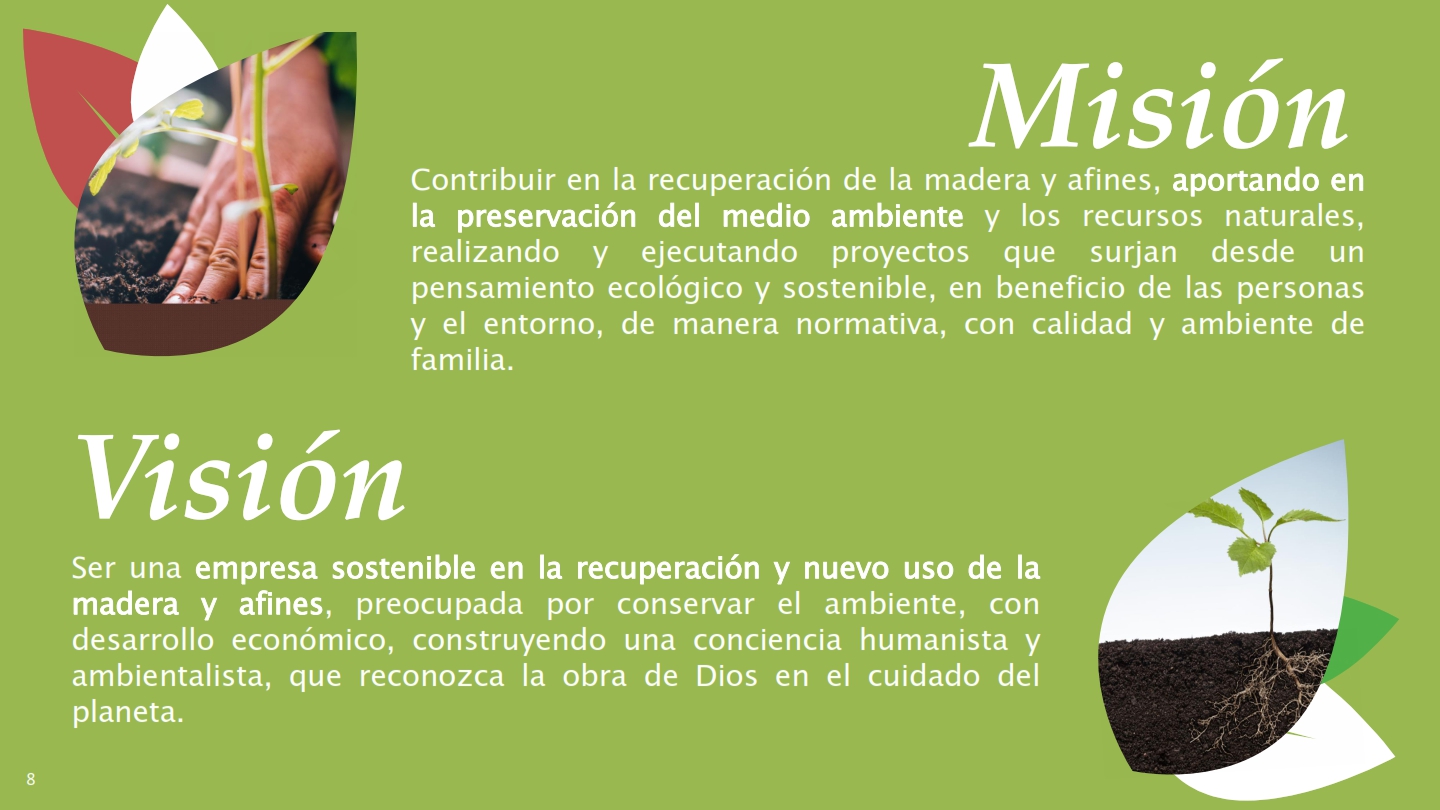 Misión
Contribuir en la recuperación de la madera y afines, aportando en
la preservación del medio ambiente y los recursos naturales,
realizando y ejecutando proyectos que surjan desde un
pensamiento ecológico y sostenible, en beneficio de las personas
y el entorno, de manera normativa, con calidad y ambiente de
familia.
Visión
Ser una empresa sostenible en la recuperación y nuevo uso de la
madera y afines, preocupada por conservar el ambiente, con
desarrollo económico, construyendo una conciencia humanista y
ambientalista, que reconozca la obra de Dios en el cuidado del
planeta.
8